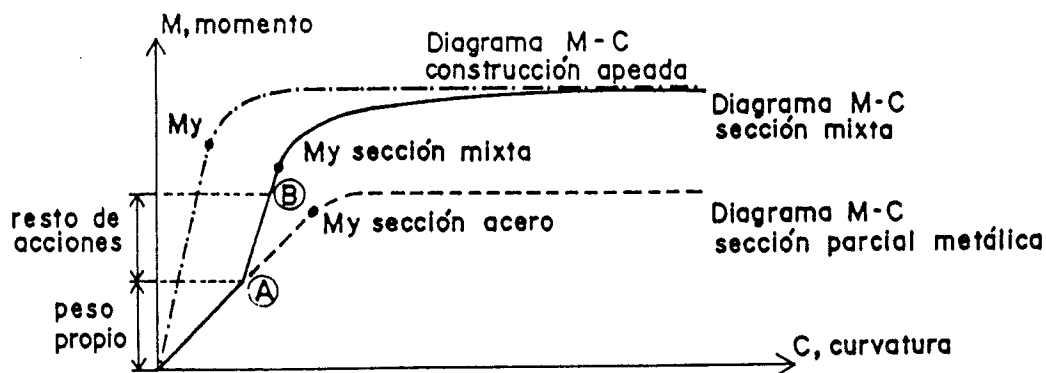 M, momento
Diagrama M-C
construcción apeada
My
Diagrama M-C
sección mixta
My sección mixta
B
resto de
acciones
My sección acero
Diagrama M-C
sección parcial metálica
A
peso
propio
C, curvatura